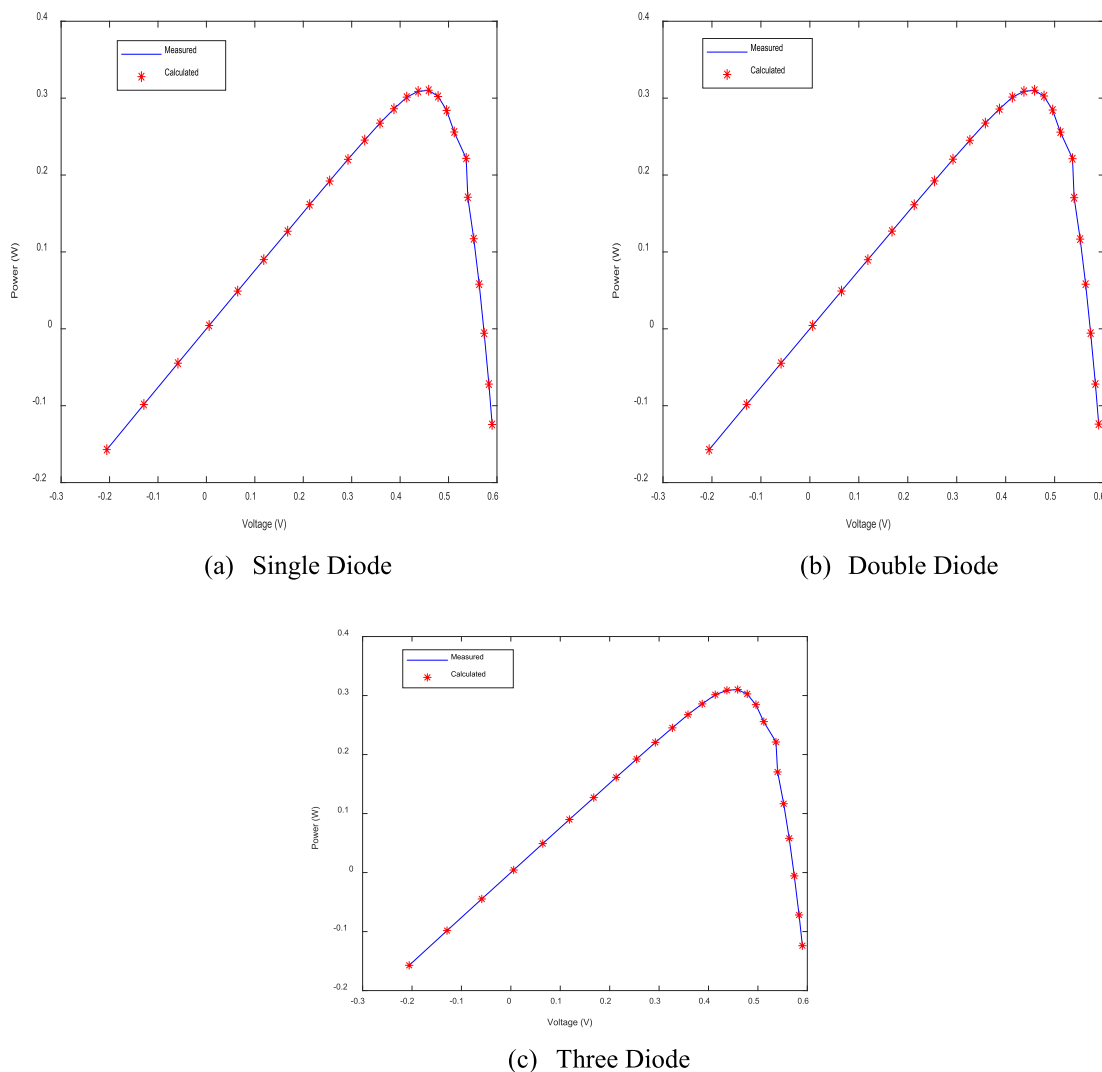 0.4
Measured
Calculated
0.3
0.2
0.1
Power (W)
0
-0.1
-0.2
-0.3 -0.2 -0.1 0 0.1 0.2 0.3 0.4 0.5 0.6
Voltage (V)
(a) Single Diode
0.4
Measured
Calculated
0.3
0.2
0.1
Power (W)
0
-0.1
-0.2
-0.3 -0.2 -0.1 0 0.1 0.2 0.3 0.4 0.5 0.6
Voltage (V)
(b) Double Diode
0.4
Measured
Calculated
0.3
0.2
0.1
Power (W)
0
-0.1
-0.2
-0.3 -0.2 -0.1 0 0.1 0.2 0.3 0.4 0.5 0.6
Voltage (V)
(c) Three Diode